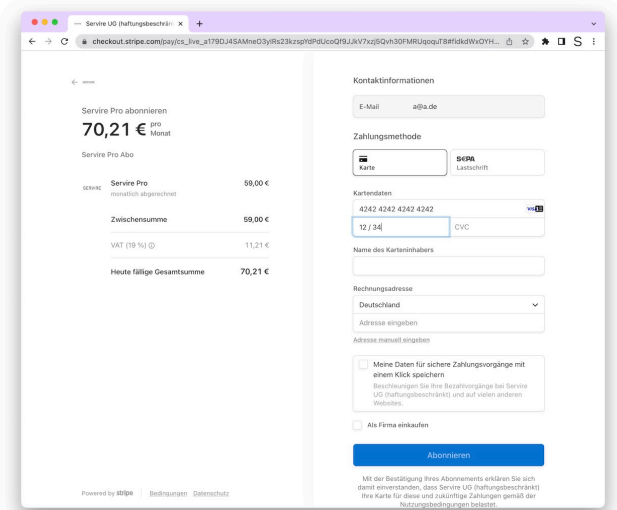 Servire UG (haftungsbeschränk
checkout.stripe.com/pay/cs_live_a179DJ4SAMneO3yIRs23kzspYdPdUcoQf9JJkV7xzj5Qvh30FMRUqoquT8#fidkdWxOYH...
S
Servire Pro abonnieren
70,21 € pro Monat
Servire Pro Abo
SERVIRE
Servire Pro 59,00 €
monatlich abgerechnet
Zwischensumme 59,00 €
VAT (19 %) 11,21 €
Heute fällige Gesamtsumme 70,21 €
Powered by stripe
Bedingungen Datenschutz
Kontaktinformationen
E-Mail a@a.de
Zahlungsmethode
Karte
SEPA
Lastschrift
Kartendaten
4242 4242 4242 4242
VISA
12 / 34
CVC
Name des Karteninhabers
Rechnungsadresse
Deutschland
Adresse eingeben
Adresse manuell eingeben
Meine Daten für sichere Zahlungsvorgänge mit
einem Klick speichern
Beschleunigen Sie Ihre Bezahlvorgänge bei Servire
UG (haftungsbeschränkt) und auf vielen anderen
Websites.
Als Firma einkaufen
Abonnieren
Mit der Bestätigung Ihres Abonnements erklären Sie sich
damit einverstanden, dass Servire UG (haftungsbeschränkt)
Ihre Karte für diese und zukünftige Zahlungen gemäß der
Nutzungsbedingungen belastet.